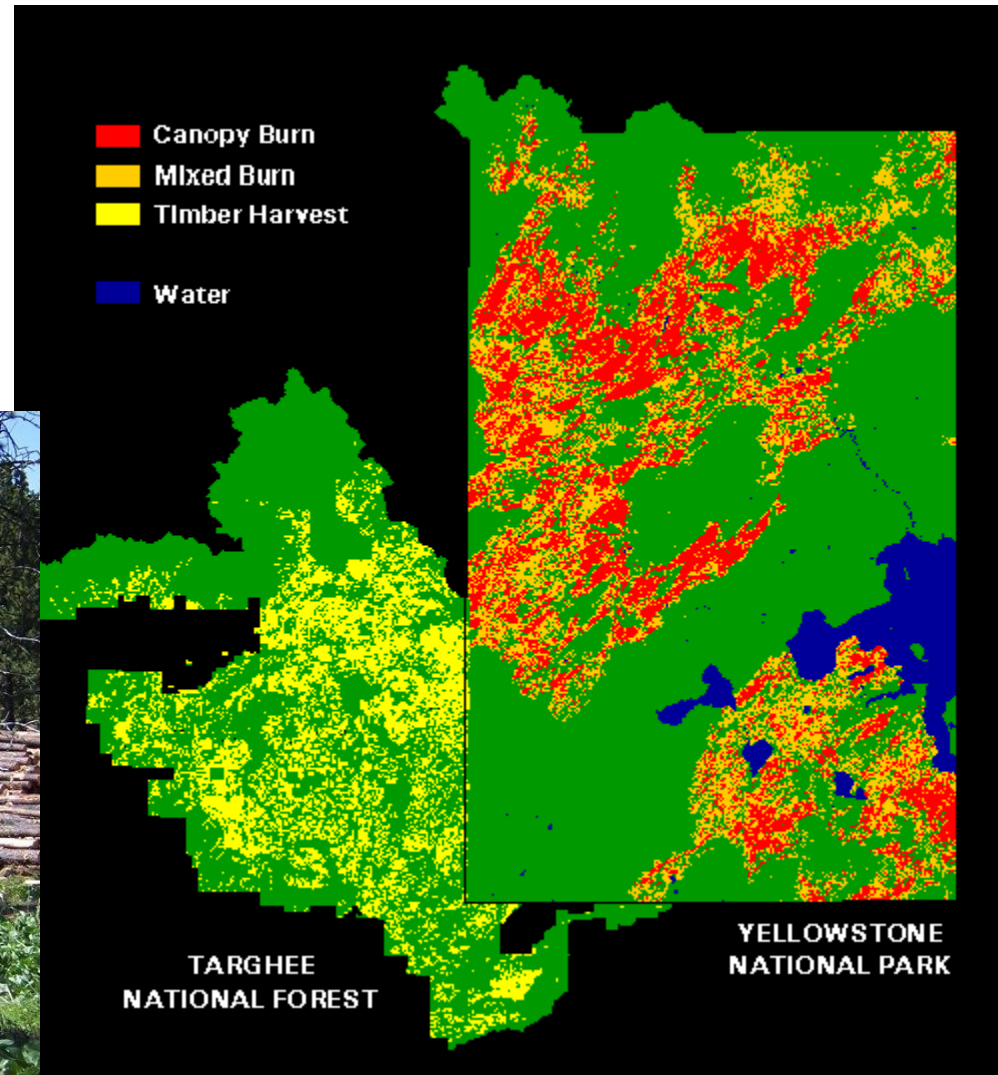 Canopy Burn
Mixed Burn
Timber Harvest
Water
YELLOWSTONE
NATIONAL PARK
TARGHEE
NATIONAL FOREST